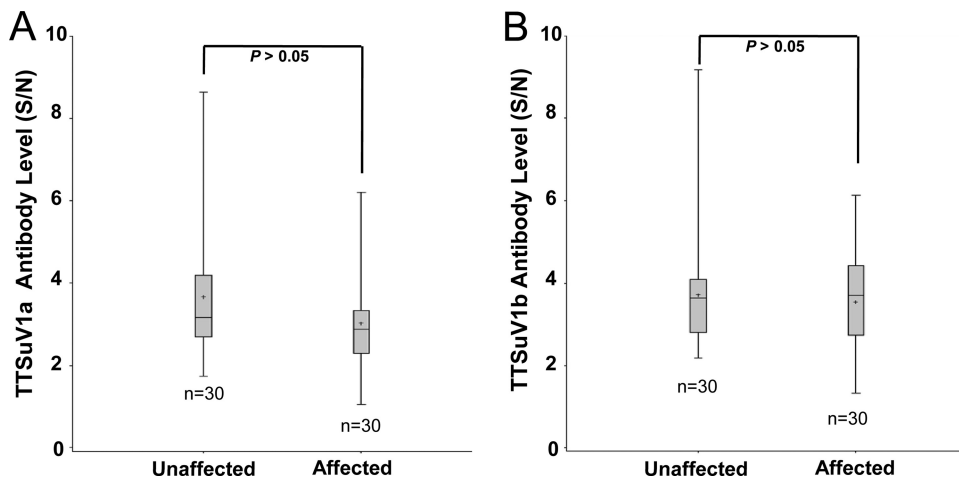 A
TTSuV1a Antibody Level (S/N)
10
8
6
4
2
0
P > 0.05
n=30
n=30
Unaffected
Affected
B
TTSuV1b Antibody Level (S/N)
10
8
6
4
2
0
P > 0.05
n=30
n=30
Unaffected
Affected